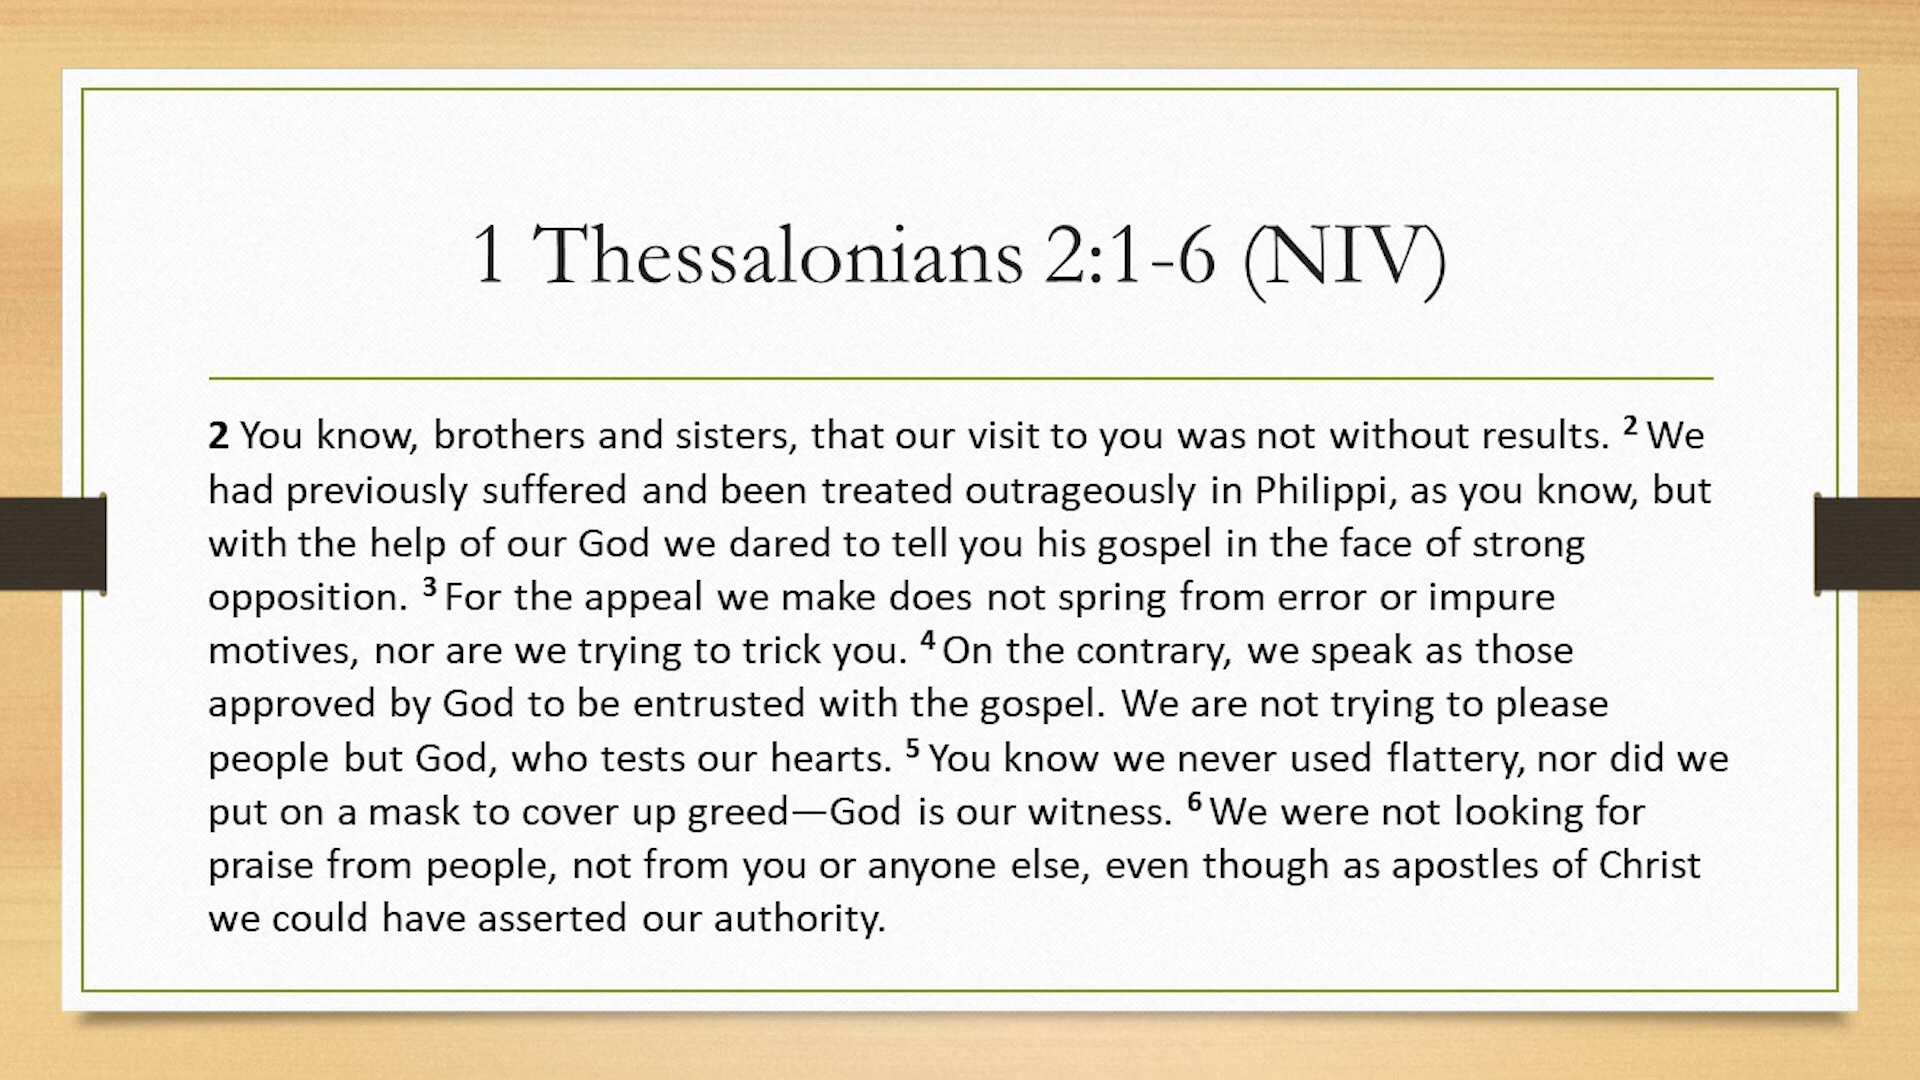 1 Thessalonians 2:1-6 (NIV)
2 You know, brothers and sisters, that our visit to you was not without results. 2 We
had previously suffered and been treated outrageously in Philippi, as you know, but
with the help of our God we dared to tell you his gospel in the face of strong
opposition. 3 For the appeal we make does not spring from error or impure
motives, nor are we trying to trick you. 4 On the contrary, we speak as those
approved by God to be entrusted with the gospel. We are not trying to please
people but God, who tests our hearts. 5 You know we never used flattery, nor did we
put on a mask to cover up greed—God is our witness. 6 We were not looking for
praise from people, not from you or anyone else, even though as apostles of Christ
we could have asserted our authority.